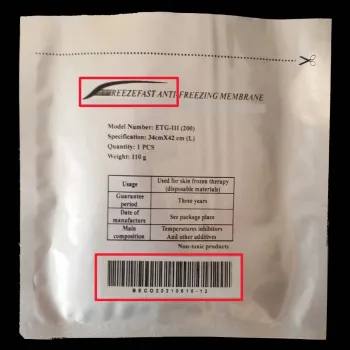 FREEZEFAST ANTI-FREEZING MEMBRANE
Model Number: ETG-III (200)
Specification: 34cmX42 cm (L)
Quantity: 1 PCS
Weight: 110 g
Usage Used for skin frozen therapy (disposable materials)
Guarantee period Three years
Date of manufacture See package place
Main composition Temperatures inhibitors And other additives
Non-toxic products